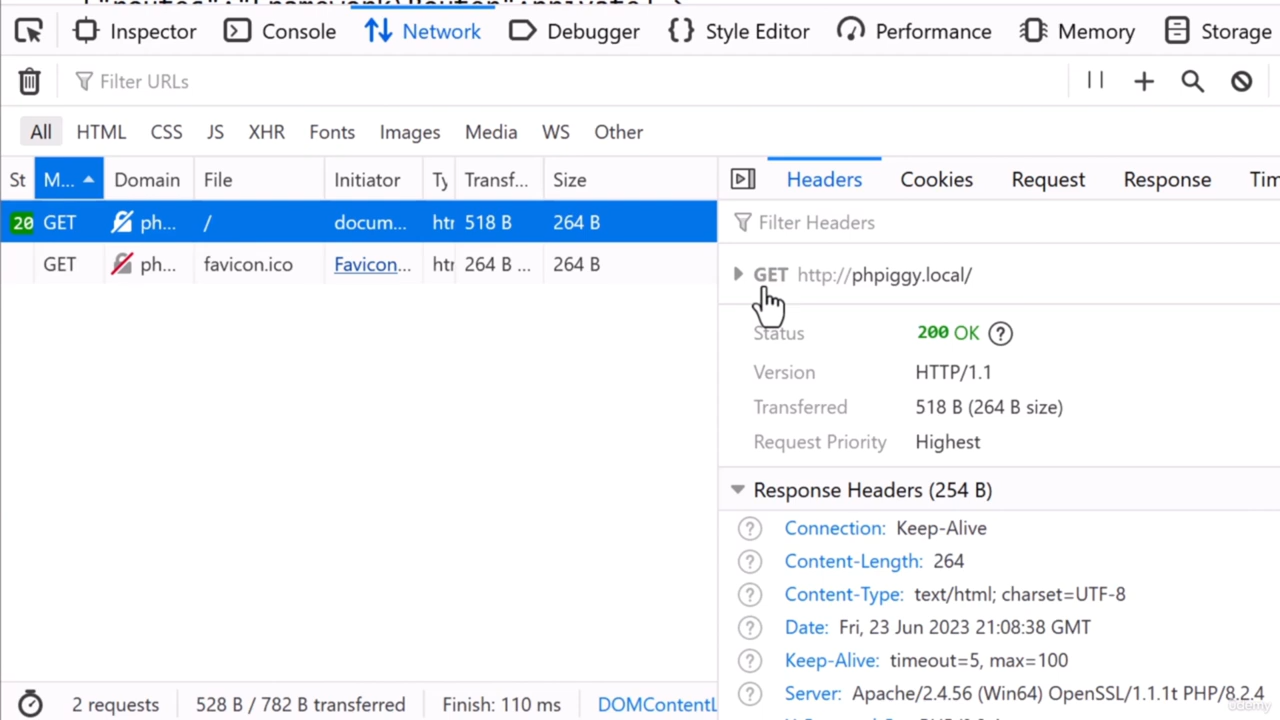 Inspector Console Network Debugger Style Editor Performance Memory Storage
Filter URLs
All HTML CSS JS XHR Fonts Images Media WS Other
St M... Domain File Initiator Ty Transf... Size
20 GET ph... / docum... htr 518 B 264 B
GET ph... favicon.ico Favicon... htr 264 B ... 264 B
2 requests 528 B / 782 B transferred Finish: 110 ms DOMContentL
Headers Cookies Request Response Tim
Filter Headers
GET http://phpiggy.local/
Status 200 OK ?
Version HTTP/1.1
Transferred 518 B (264 B size)
Request Priority Highest
Response Headers (254 B)
? Connection: Keep-Alive
? Content-Length: 264
? Content-Type: text/html; charset=UTF-8
? Date: Fri, 23 Jun 2023 21:08:38 GMT
? Keep-Alive: timeout=5, max=100
? Server: Apache/2.4.56 (Win64) OpenSSL/1.1.1t PHP/8.2.4
udemy